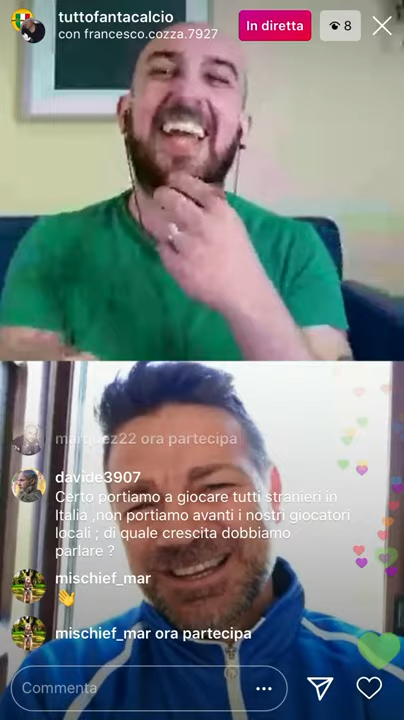 tuttofantacalcio
con francesco.cozza.7927
In diretta
8
marquez22 ora partecipa
davide3907
Certo portiamo a giocare tutti stranieri in
Italia ,non portiamo avanti i nostri giocatori
locali ; di quale crescita dobbiamo
parlare ?
mischief_mar
mischief_mar ora partecipa
Commenta